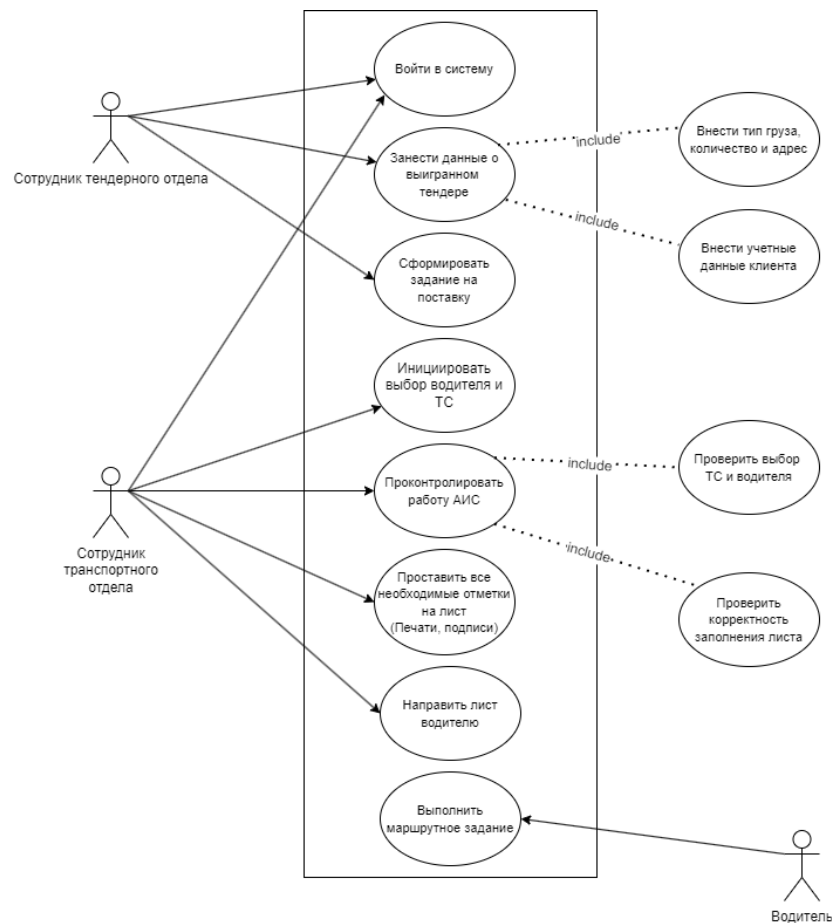 Войти в систему
Сотрудник тендерного отдела
Занести данные о
выигранном
тендере
include
Внести тип груза,
количество и адрес
include
Внести учетные
данные клиента
Сформировать
задание на
поставку
Инициировать
выбор водителя и
ТС
Сотрудник
транспортного
отдела
Проконтролировать
работу АИС
include
Проверить выбор
ТС и водителя
include
Проверить
корректность
заполнения листа
Проставить все
необходимые отметки
на лист
(Печати, подписи)
Направить лист
водителю
Выполнить
маршрутное задание
Водитель